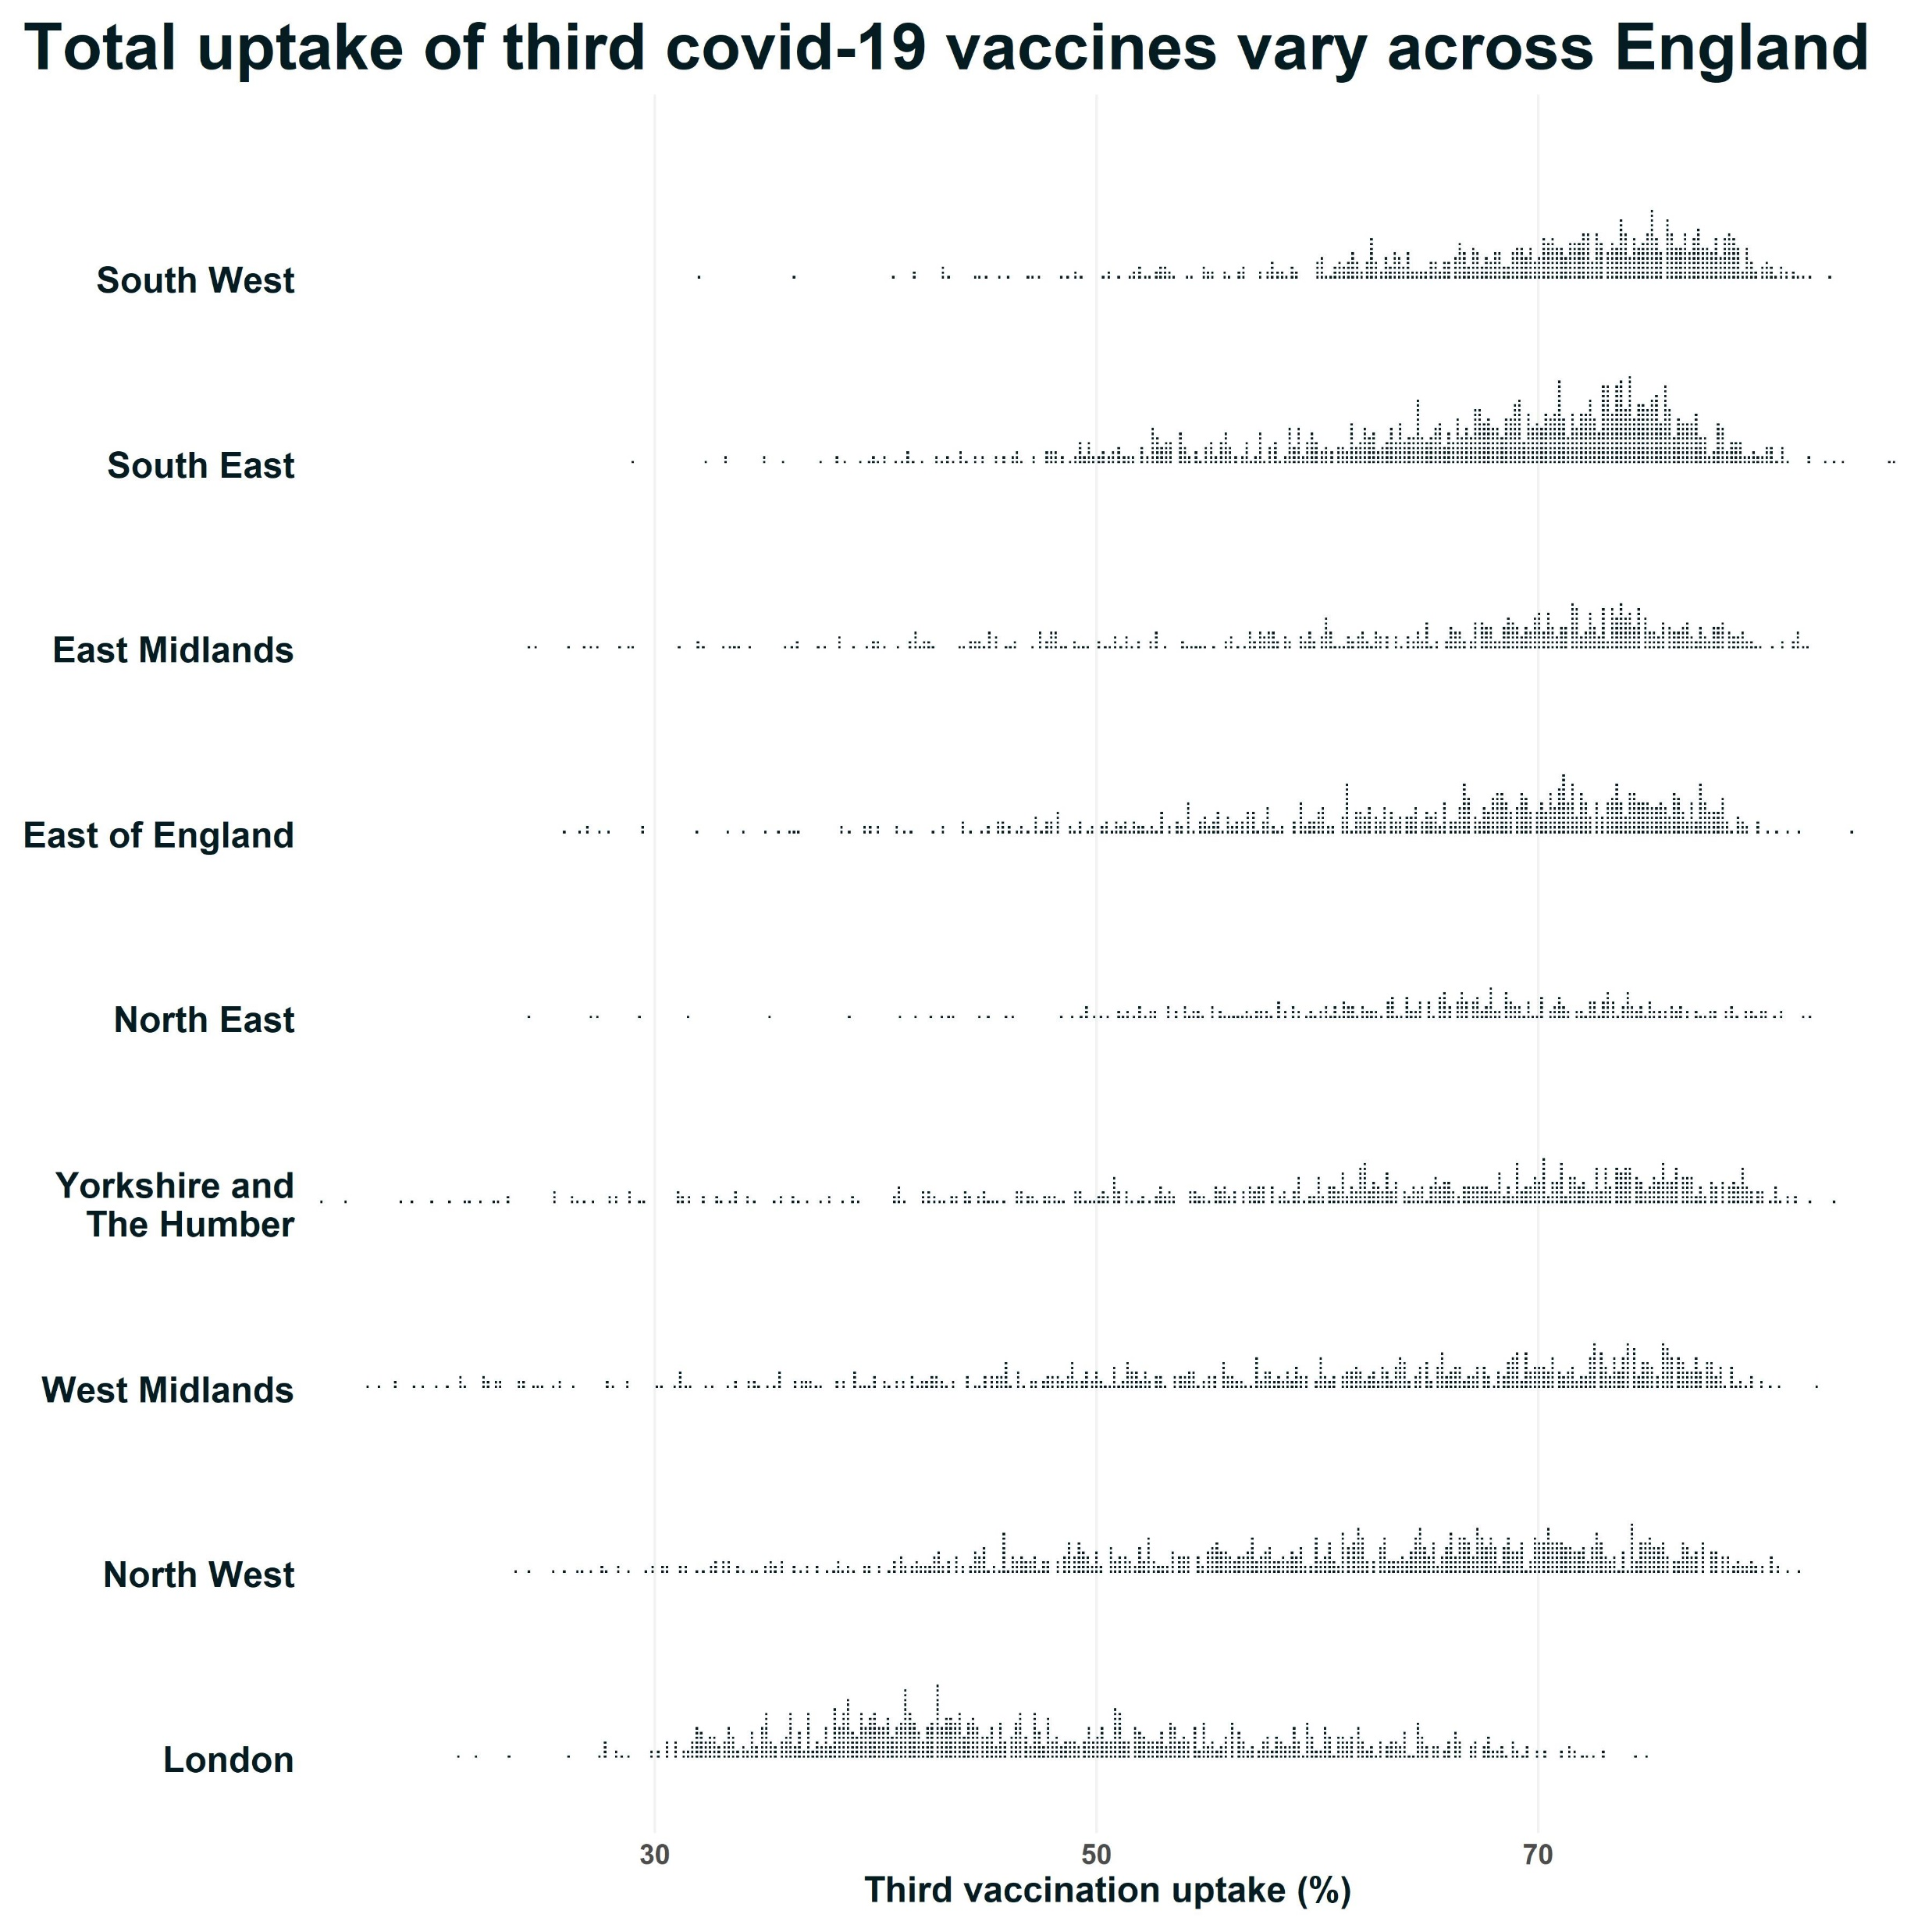 Total uptake of third covid-19 vaccines vary across England
South West
South East
East Midlands
East of England
North East
Yorkshire and
The Humber
West Midlands
North West
London
30 50 70
Third vaccination uptake (%)